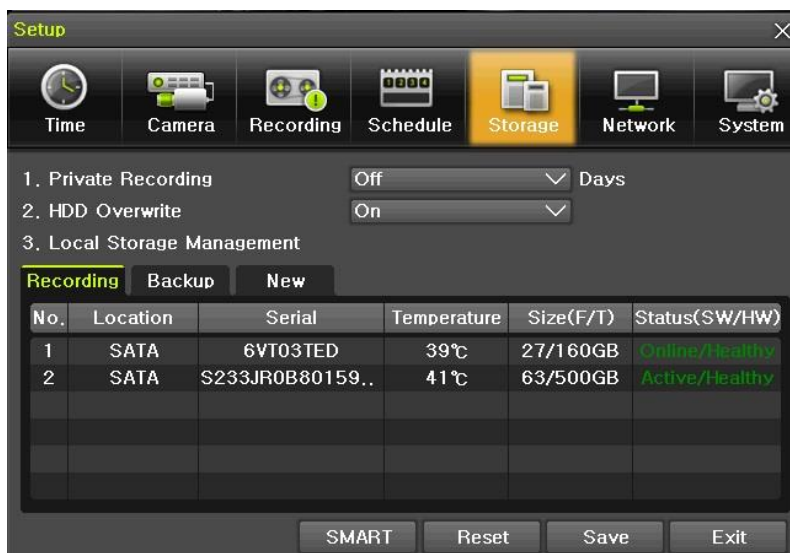 Setup
Time Camera Recording Schedule Storage Network System
1. Private Recording Off Days
2. HDD Overwrite On
3. Local Storage Management
Recording Backup New
No. Location Serial Temperature Size(F/T) Status(SW/HW)
1 SATA 6VT03TED 39℃ 27/160GB Online/Healthy
2 SATA S233JR0B80159.. 41℃ 63/500GB Active/Healthy
SMART Reset Save Exit